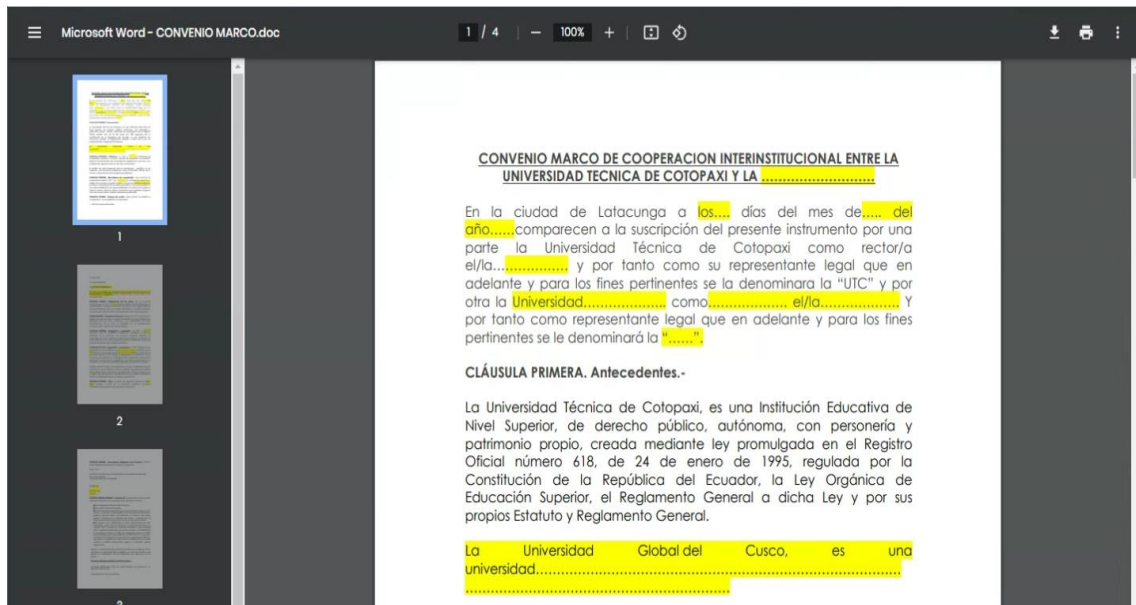 Microsoft Word - CONVENIO MARCO.doc
1 / 4
100%
1
2
CONVENIO MARCO DE COOPERACION INTERINSTITUCIONAL ENTRE LA
UNIVERSIDAD TECNICA DE COTOPAXI Y LA ...........................
En la ciudad de Latacunga a los.... días del mes de..... del
año......comparecen a la suscripción del presente instrumento por una
parte la Universidad Técnica de Cotopaxi como rector/a
el/la.................. y por tanto como su representante legal que en
adelante y para los fines pertinentes se la denominara la “UTC” y por
otra la Universidad.................... como................... el/la................... Y
por tanto como representante legal que en adelante y para los fines
pertinentes se le denominará la “......”.
CLÁUSULA PRIMERA. Antecedentes.-
La Universidad Técnica de Cotopaxi, es una Institución Educativa de
Nivel Superior, de derecho público, autónoma, con personería y
patrimonio propio, creada mediante ley promulgada en el Registro
Oficial número 618, de 24 de enero de 1995, regulada por la
Constitución de la República del Ecuador, la Ley Orgánica de
Educación Superior, el Reglamento General a dicha Ley y por sus
propios Estatuto y Reglamento General.
La Universidad Global del Cusco, es una
universidad......................................................................................
................................................................